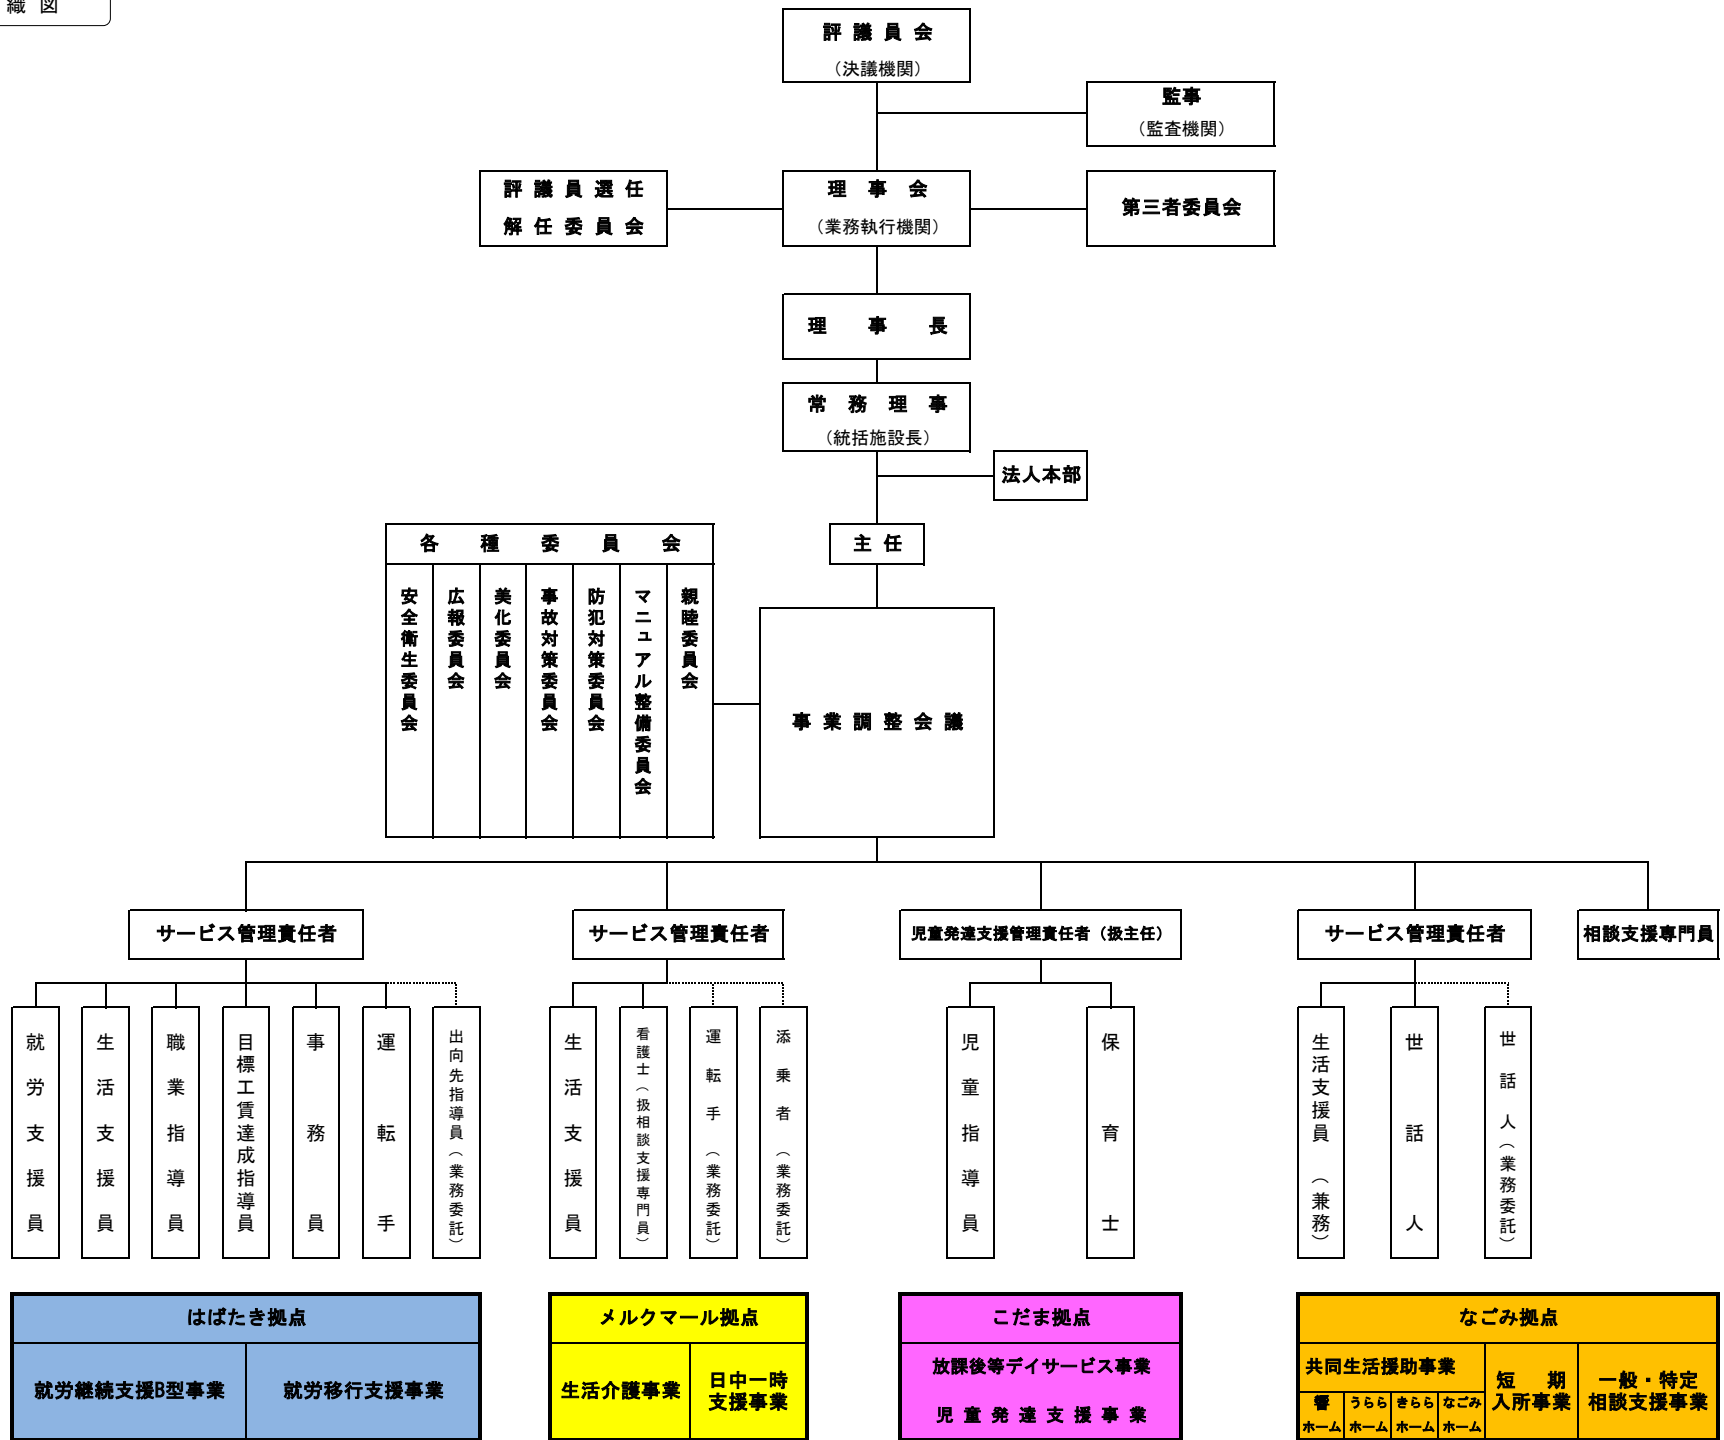 織 図
評 議 員 会
（決議機関）
監事
（監査機関）
評 議 員 選 任
解 任 委 員 会
理 事 会
（業務執行機関）
第三者委員会
理 事 長
常 務 理 事
（統括施設長）
法人本部
各 種 委 員 会
主 任
安全衛生委員会
広報委員会
美化委員会
事故対策委員会
防犯対策委員会
マニュアル整備委員会
親睦委員会
事 業 調 整 会 議
サービス管理責任者
サービス管理責任者
児童発達支援管理責任者（扱主任）
サービス管理責任者
相談支援専門員
就労支援員
生活支援員
職業指導員
目標工賃達成指導員
事務員
運転手
出向先指導員（業務委託）
生活支援員
看護士（扱相談支援専門員）
運転手（業務委託）
添乗者（業務委託）
児童指導員
保育士
生活支援員（兼務）
世話人
世話人（業務委託）
はばたき拠点
就労継続支援B型事業
就労移行支援事業
メルクマール拠点
生活介護事業
日中一時
支援事業
こだま拠点
放課後等デイサービス事業
児 童 発 達 支 援 事 業
なごみ拠点
共同生活援助事業
響
ホーム
うらら
ホーム
きらら
ホーム
なごみ
ホーム
短 期
入所事業
一般・特定
相談支援事業